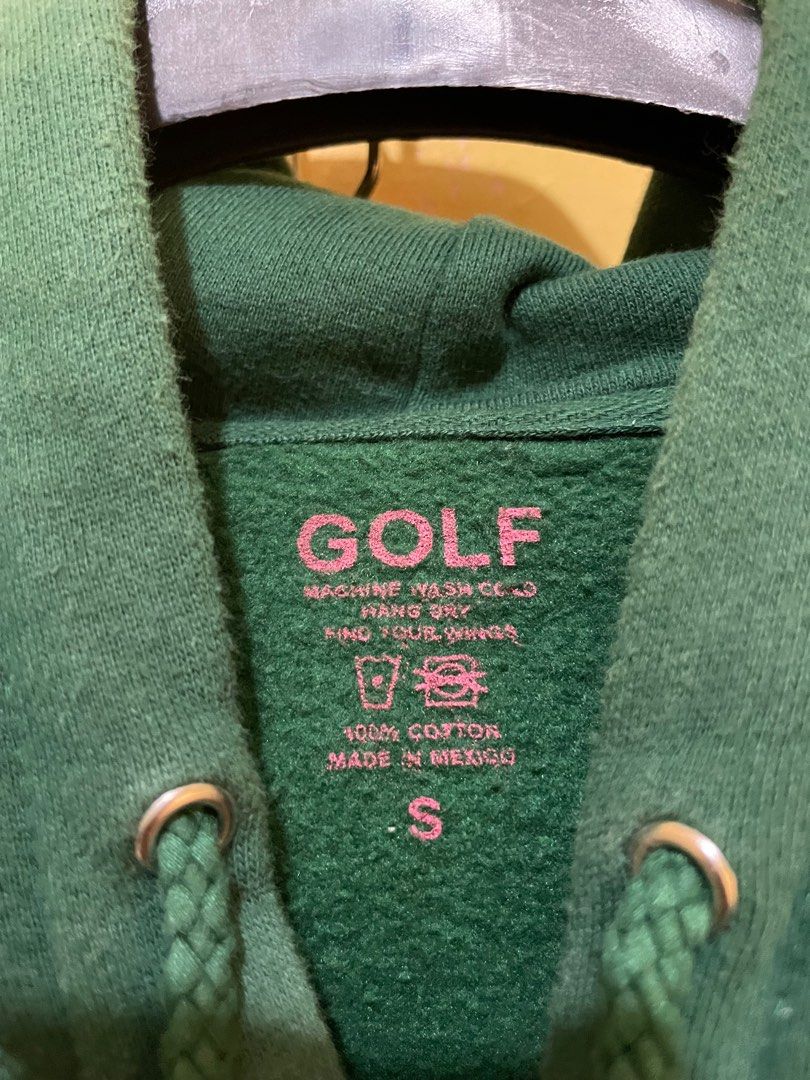 GOLF
MACHINE WASH COLD
HANG DRY
FIND YOUR WINGS
100% COTTON
MADE IN MEXICO
S